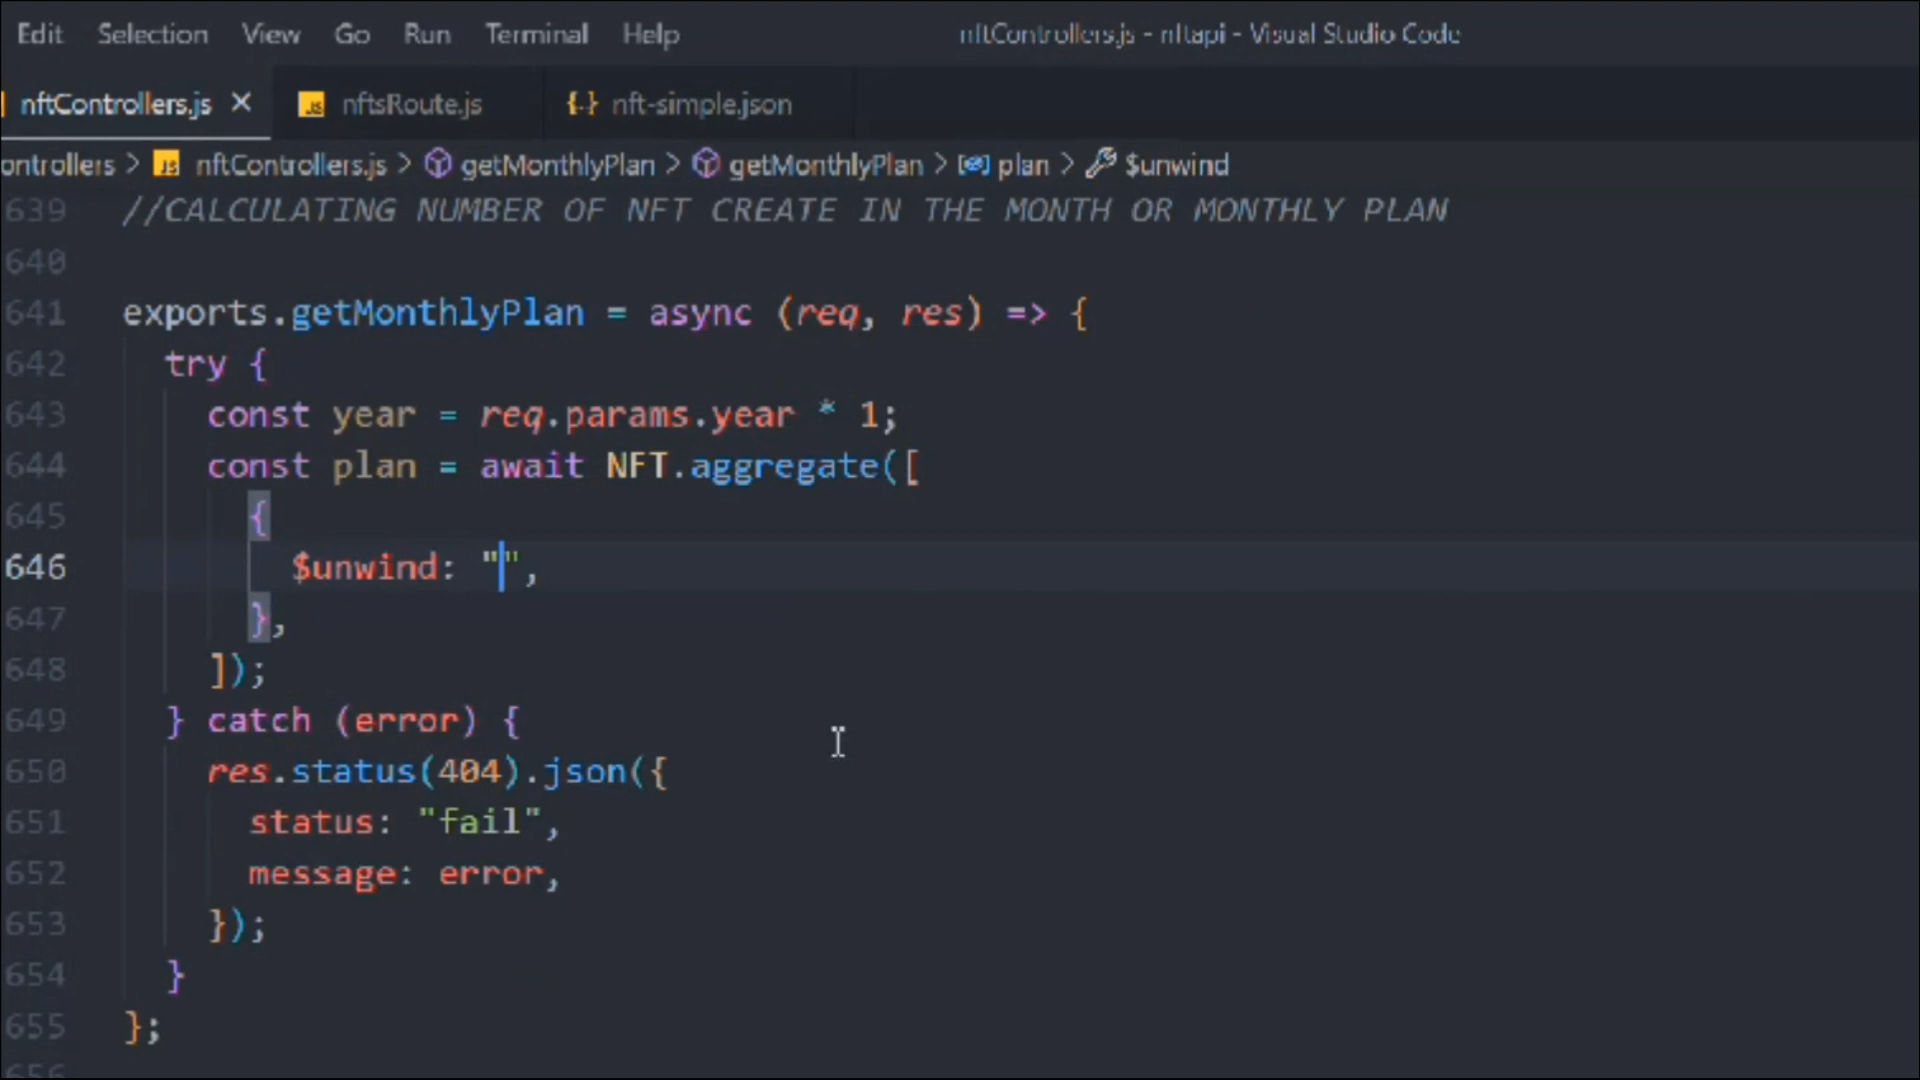 Edit Selection View Go Run Terminal Help nftControllers.js - nftapi - Visual Studio Code
nftControllers.js × JS nftsRoute.js {..} nft-simple.json
ontrollers > JS nftControllers.js > getMonthlyPlan > getMonthlyPlan > plan > $unwind
639 //CALCULATING NUMBER OF NFT CREATE IN THE MONTH OR MONTHLY PLAN
640
641 exports.getMonthlyPlan = async (req, res) => {
642 try {
643 const year = req.params.year * 1;
644 const plan = await NFT.aggregate([
645 {
646 $unwind: "",
647 },
648 ]);
649 } catch (error) {
650 res.status(404).json({
651 status: "fail",
652 message: error,
653 });
654 }
655 };
656